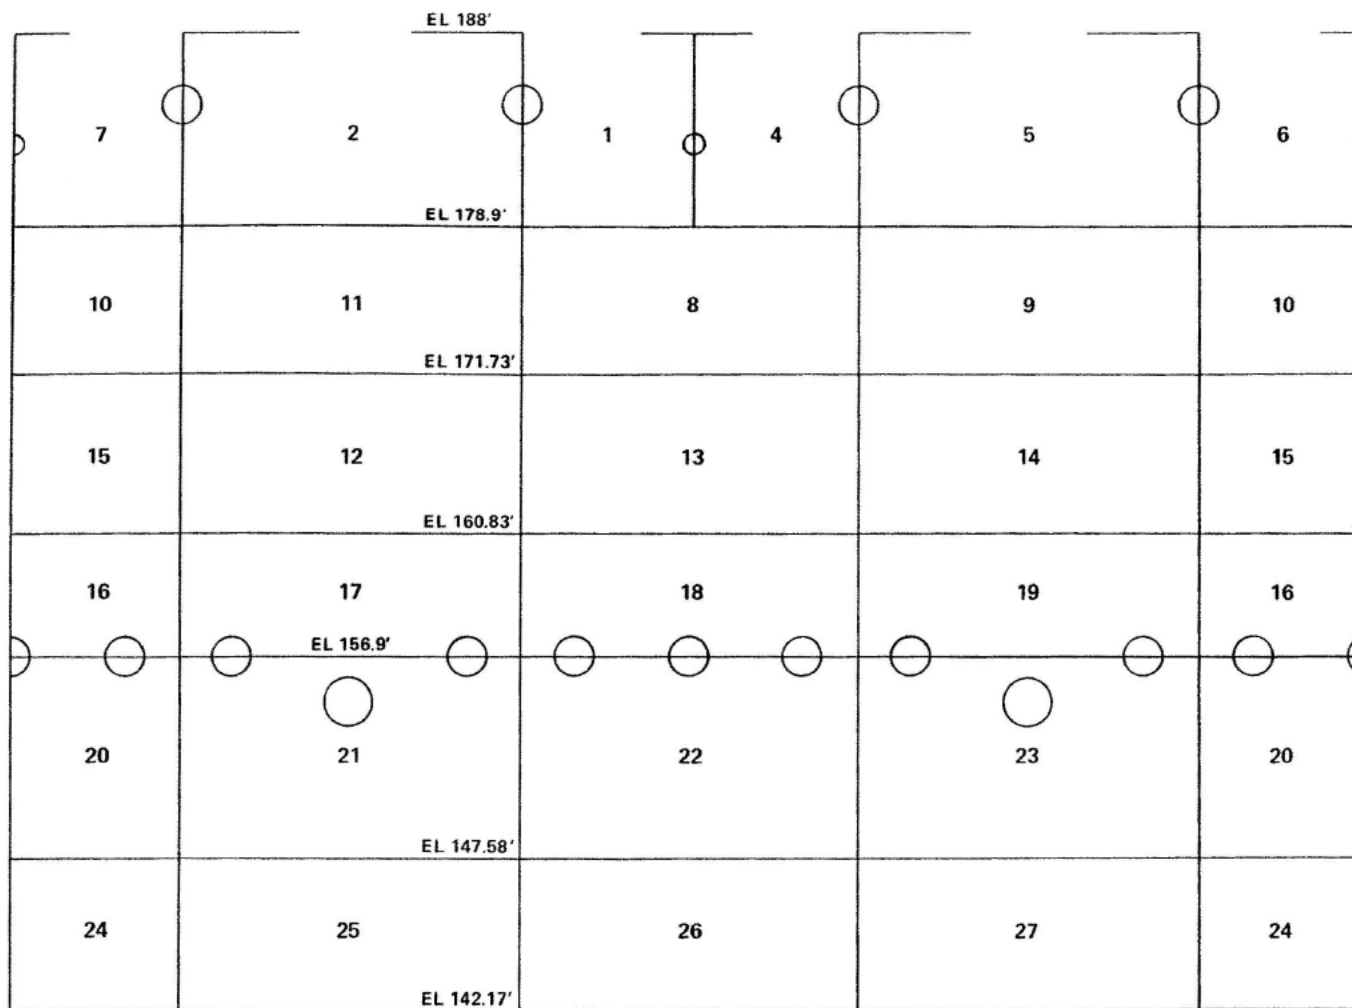 EL 188'
7 2 1 4 5 6
EL 178.9'
10 11 8 9 10
EL 171.73'
15 12 13 14 15
EL 160.83'
16 17 18 19 16
EL 156.9'
20 21 22 23 20
EL 147.58'
24 25 26 27 24
EL 142.17'